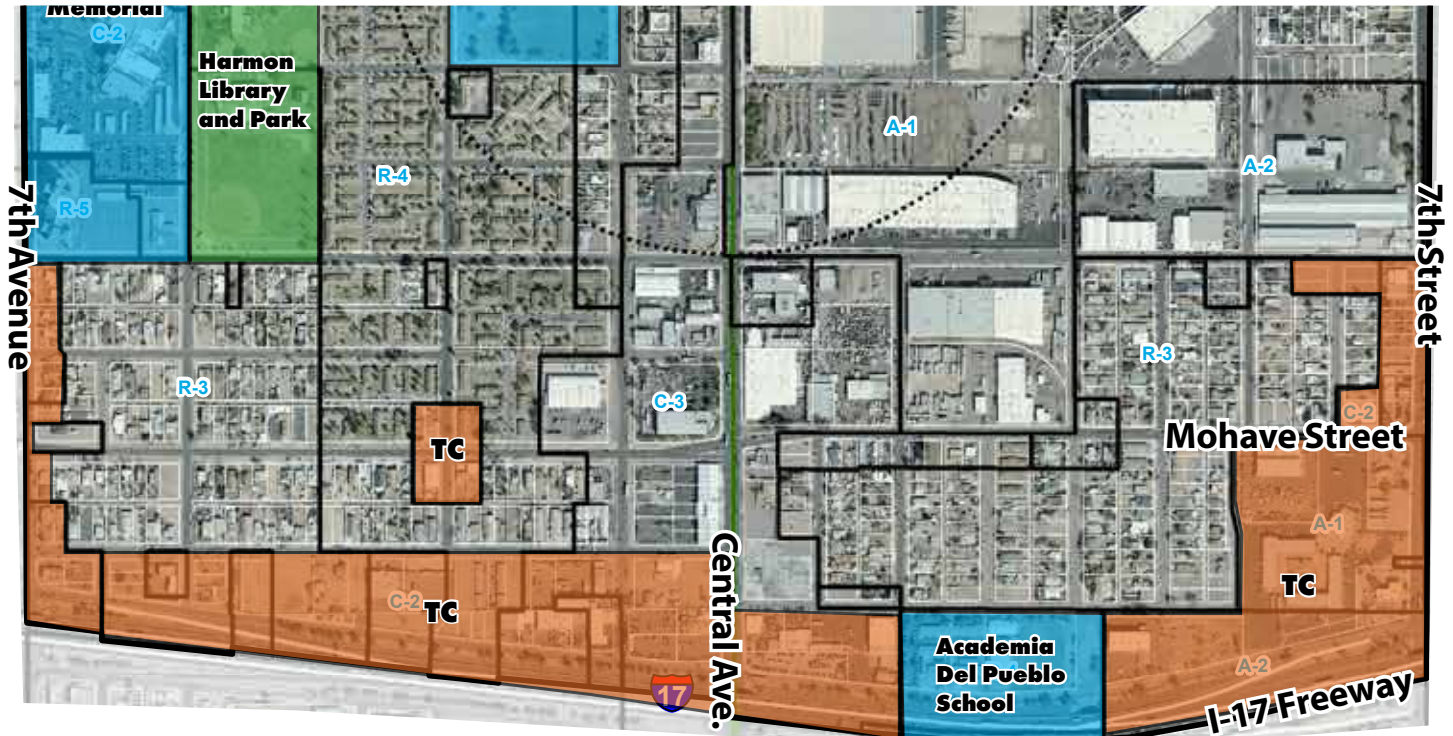 Memorial
C-2
Harmon
Library
and Park
A-1
A-2
R-4
R-5
7th Avenue
7th Street
R-3
R-3
C-3
C-2
TC
Mohave Street
A-1
Central Ave.
TC
C-2
TC
Academia
Del Pueblo
School
A-2
17
I-17 Freeway